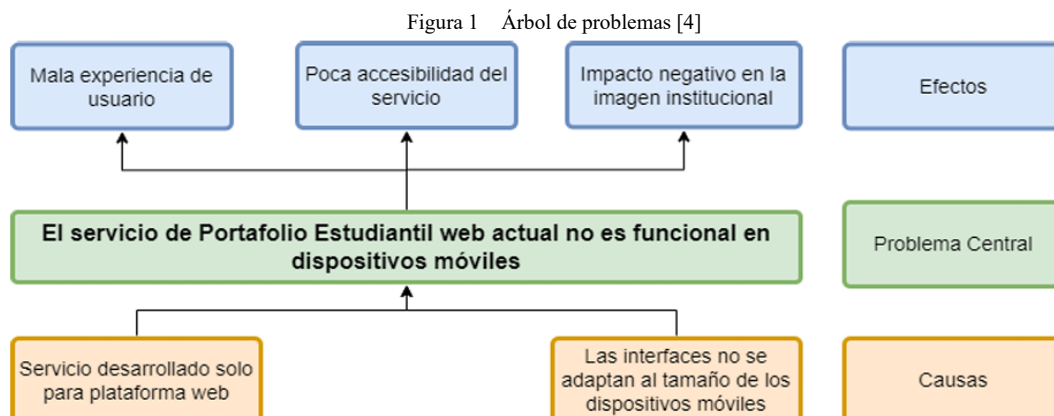 Figura 1 Árbol de problemas [4]
Mala experiencia de
usuario
Poca accesibilidad del
servicio
Impacto negativo en la
imagen institucional
Efectos
El servicio de Portafolio Estudiantil web actual no es funcional en
dispositivos móviles
Problema Central
Servicio desarrollado solo
para plataforma web
Las interfaces no se
adaptan al tamaño de los
dispositivos móviles
Causas